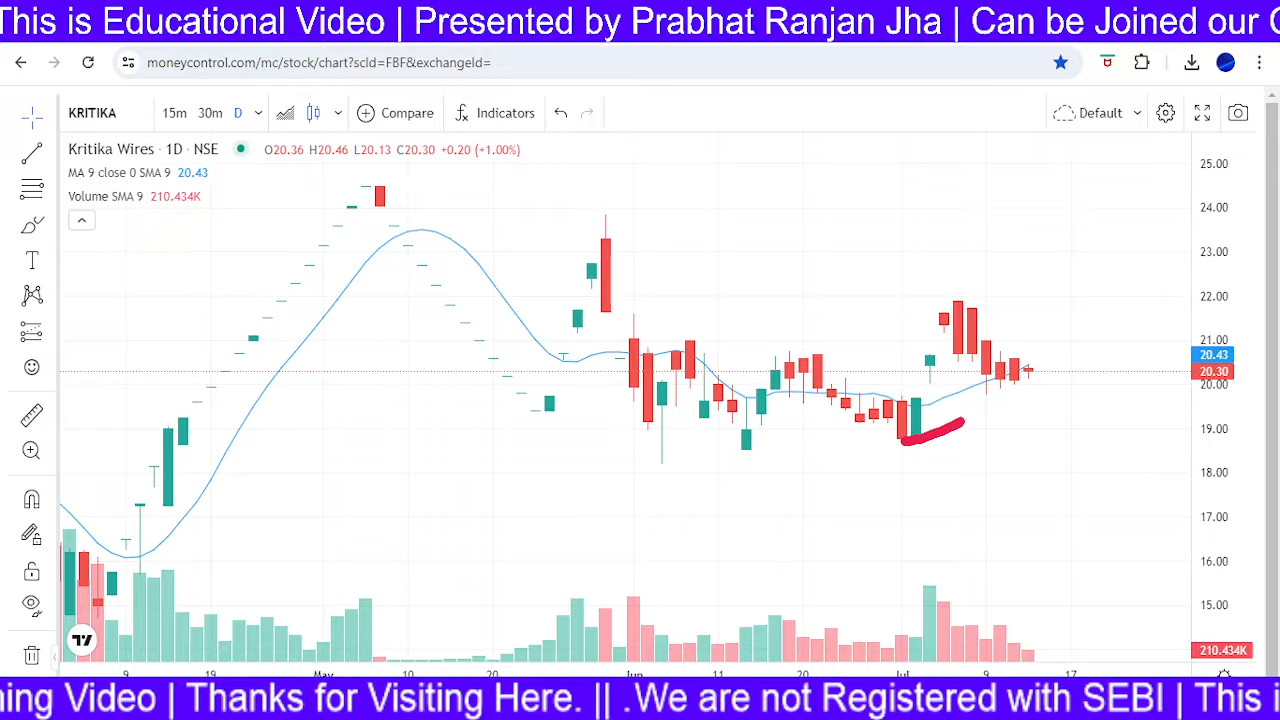 This is Educational Video | Presented by Prabhat Ranjan Jha | Can be Joined our
moneycontrol.com/mc/stock/chart?scId=FBF&exchangeId=
KRITIKA 15m 30m D Compare Indicators Default
Kritika Wires · 1D · NSE O20.36 H20.46 L20.13 C20.30 +0.20 (+1.00%)
MA 9 close 0 SMA 9 20.43
Volume SMA 9 210.434K
25.00
24.00
23.00
22.00
21.00
20.43
20.30
20.00
19.00
18.00
17.00
16.00
15.00
210.434K
9 19 May 10 20 Jun 11 20 Jul 9 17
ning Video | Thanks for Visiting Here. || .We are not Registered with SEBI | This i